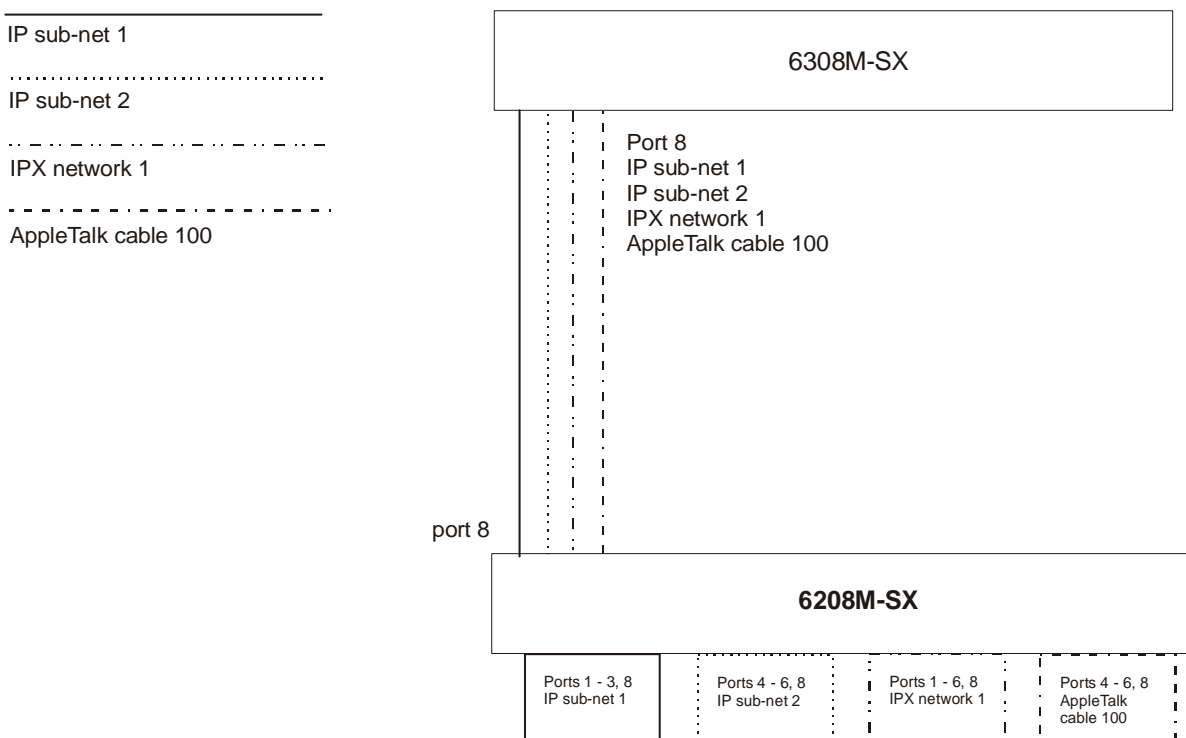 IP sub-net 1
IP sub-net 2
IPX network 1
AppleTalk cable 100
6308M-SX
Port 8
IP sub-net 1
IP sub-net 2
IPX network 1
AppleTalk cable 100
port 8
6208M-SX
Ports 1 - 3, 8
IP sub-net 1
Ports 4 - 6, 8
IP sub-net 2
Ports 1 - 6, 8
IPX network 1
Ports 4 - 6, 8
AppleTalk
cable 100